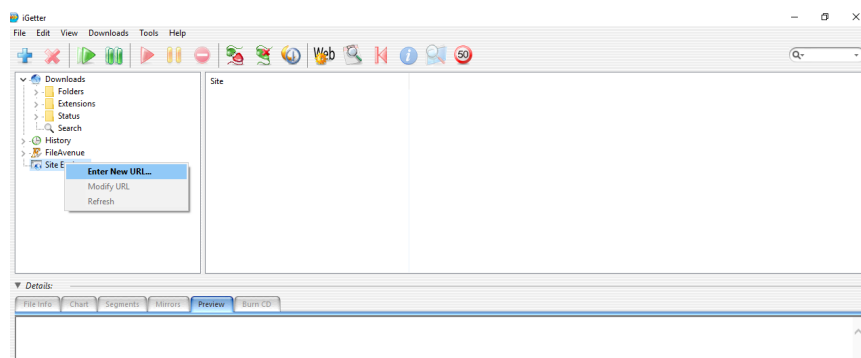 iGetter
File Edit View Downloads Tools Help
Web
50
Downloads
Folders
Extensions
Status
Search
History
FileAvenue
Site E
Site
Enter New URL...
Modify URL
Refresh
Details:
File info Chart Segments Mirrors Preview Burn CD